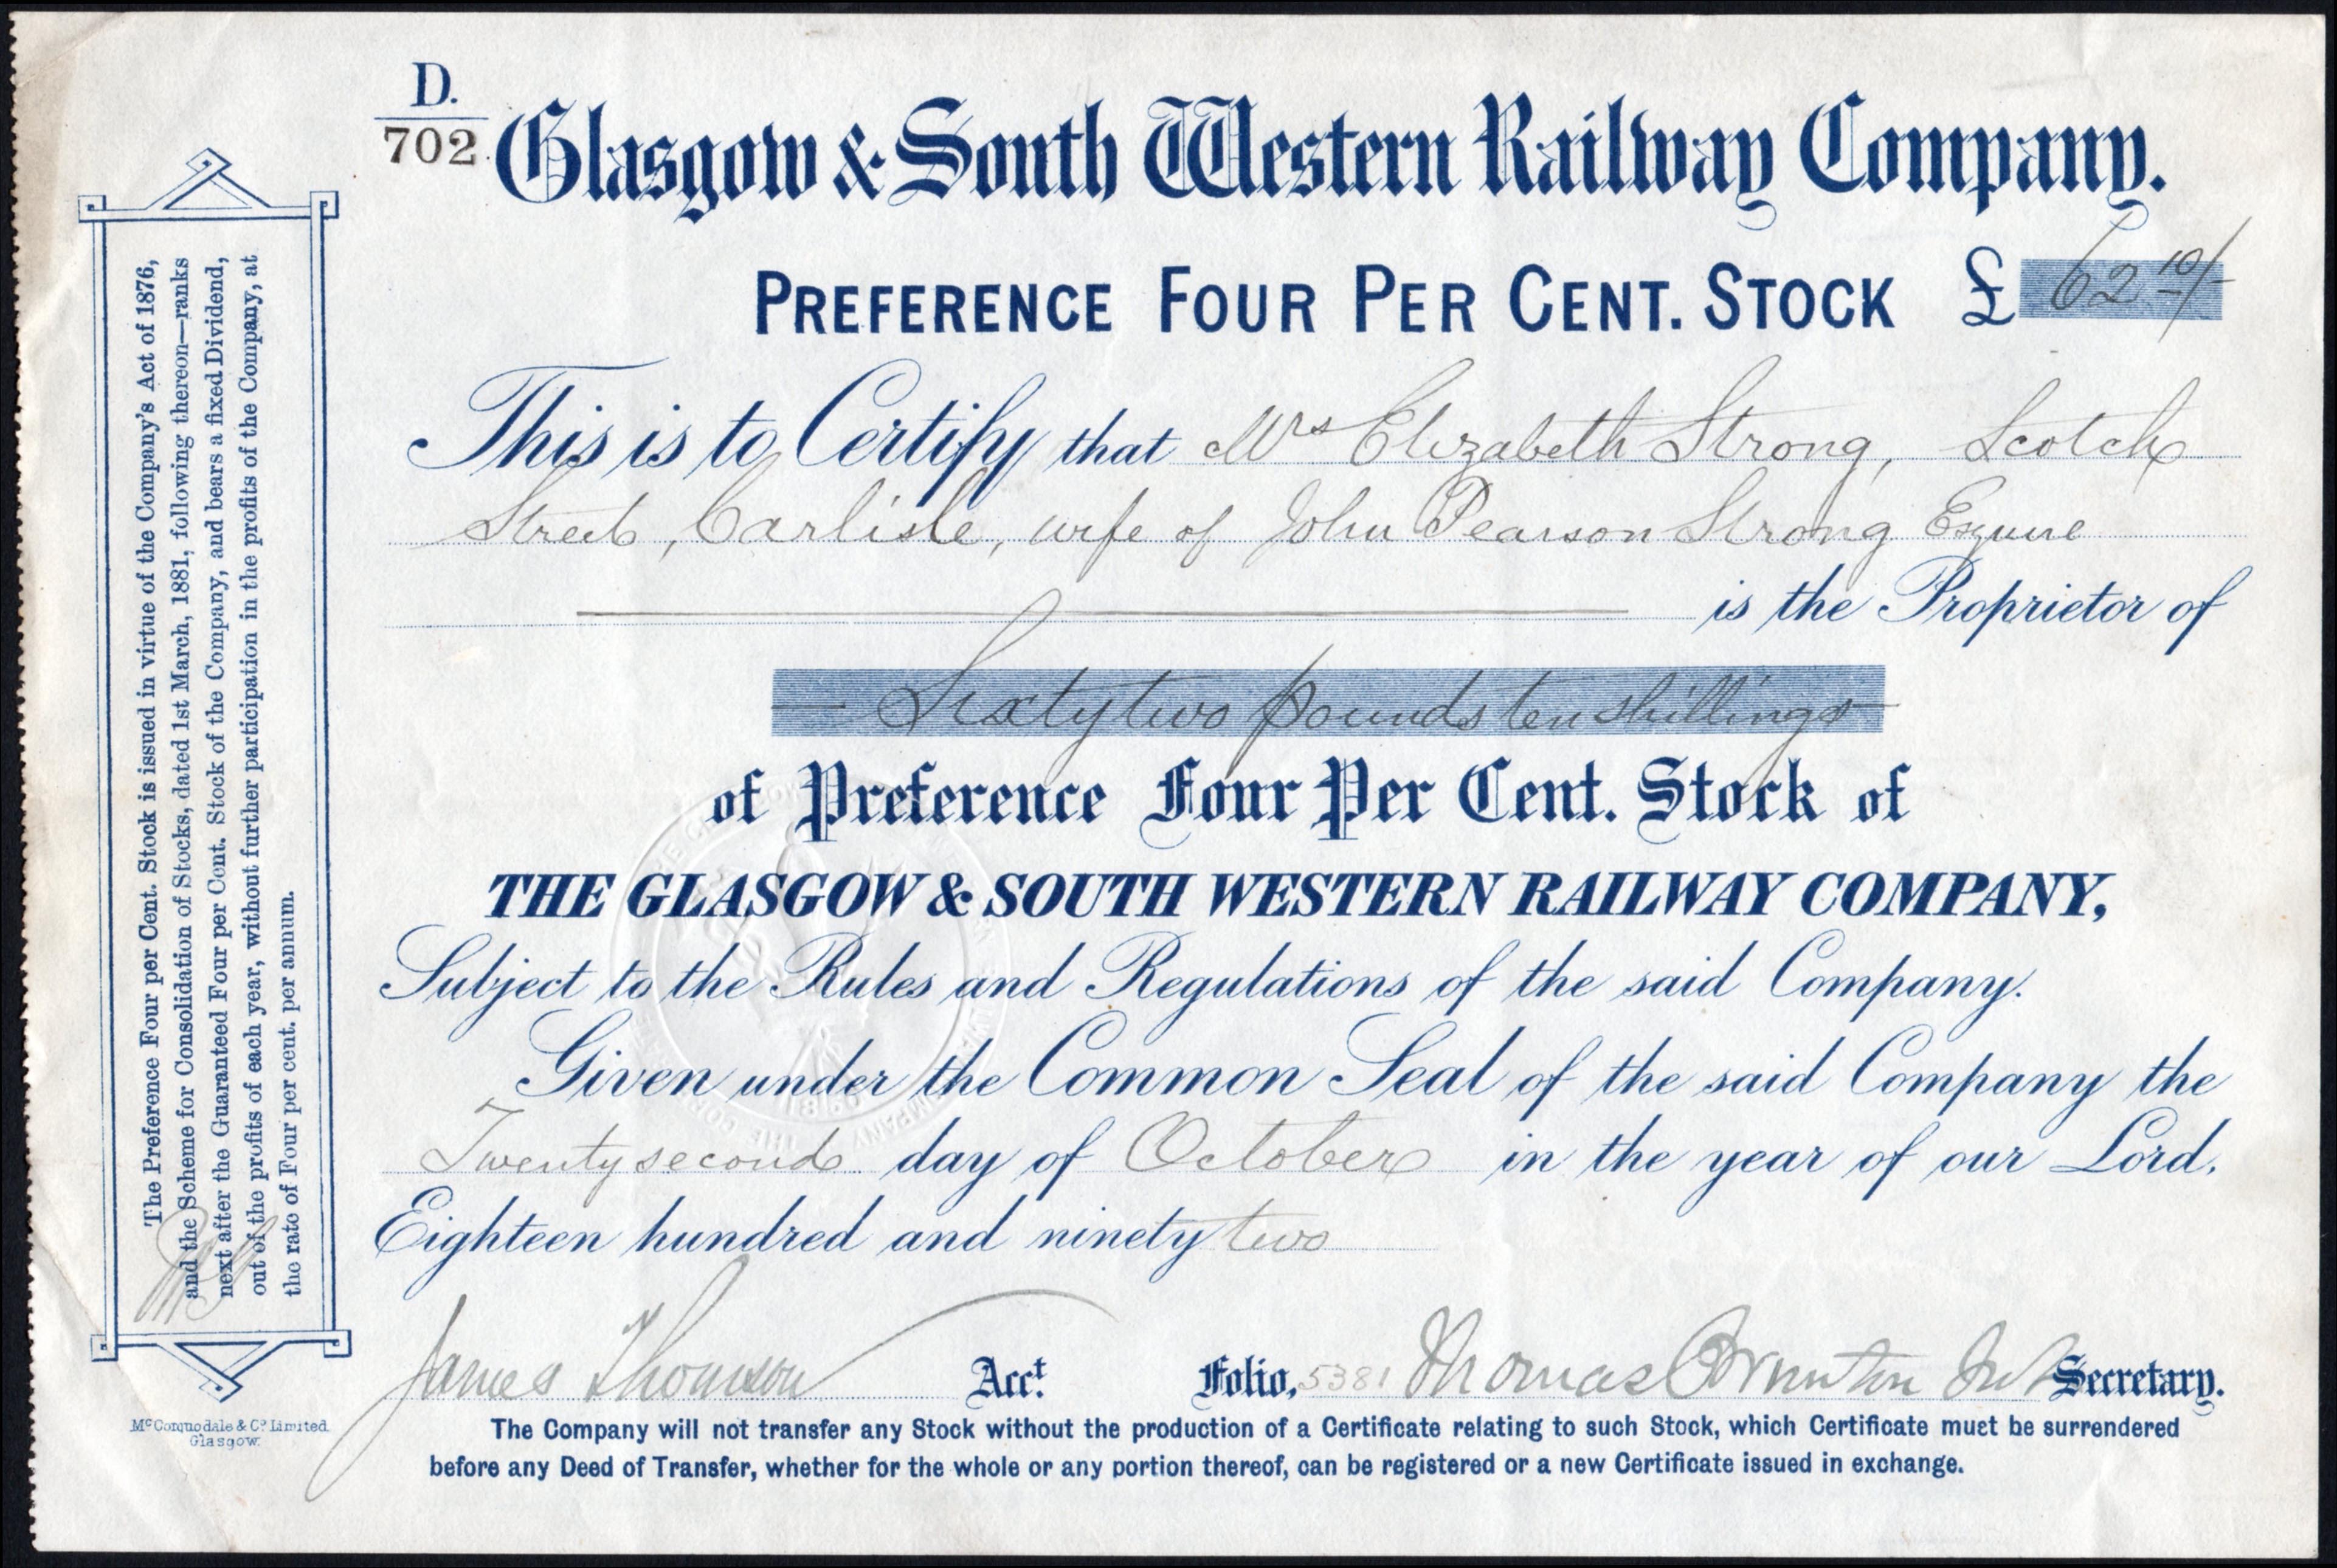 D.
702
Glasgow & South Western Railway Company.
PREFERENCE FOUR PER CENT. STOCK £ 62 10/-
This is to Certify that Mrs Elizabeth Strong, Scotch
Street, Carlisle, wife of John Pearson Strong Esquire
is the Proprietor of
— Sixty two pounds ten shillings —
of Preference Four Per Cent. Stock of
THE GLASGOW & SOUTH WESTERN RAILWAY COMPANY,
Subject to the Rules and Regulations of the said Company.
Given under the Common Seal of the said Company the
Twenty second day of October in the year of our Lord,
Eighteen hundred and ninety two
James Thomson Acct. Folio, 5381 Thomas Brunton Secretary.
The Company will not transfer any Stock without the production of a Certificate relating to such Stock, which Certificate must be surrendered
before any Deed of Transfer, whether for the whole or any portion thereof, can be registered or a new Certificate issued in exchange.
The Preference Four per Cent. Stock is issued in virtue of the Company's Act of 1876,
and the Scheme for Consolidation of Stocks, dated 1st March, 1881, following thereon—ranks
next after the Guaranteed Four per Cent. Stock of the Company, and bears a fixed Dividend,
out of the profits of each year, without further participation in the profits of the Company, at
the rate of Four per cent. per annum.
McCorquodale & Co. Limited.
Glasgow.